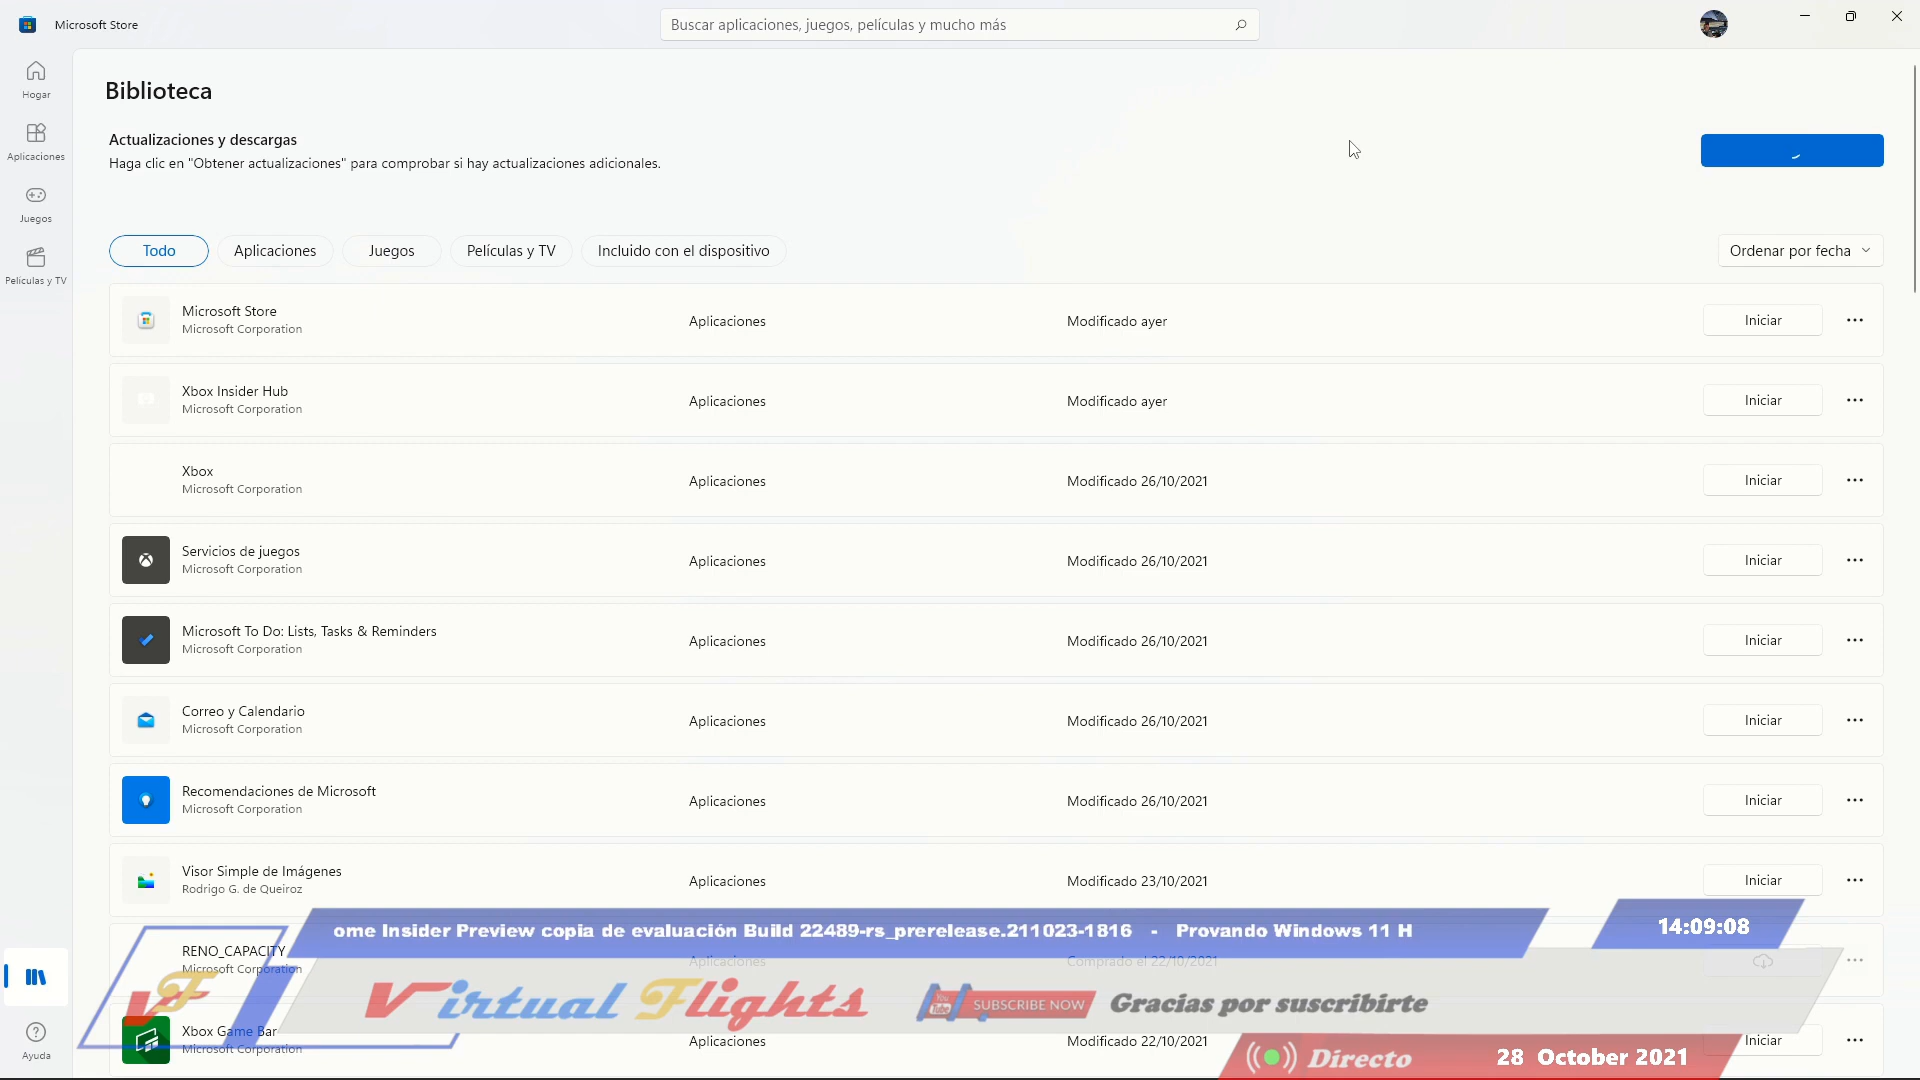 Microsoft Store
Buscar aplicaciones, juegos, películas y mucho más
Hogar
Aplicaciones
Juegos
Películas y TV
Biblioteca
Actualizaciones y descargas
Haga clic en "Obtener actualizaciones" para comprobar si hay actualizaciones adicionales.
Todo
Aplicaciones
Juegos
Películas y TV
Incluido con el dispositivo
Ordenar por fecha
Microsoft Store
Microsoft Corporation
Aplicaciones
Modificado ayer
Iniciar
Xbox Insider Hub
Microsoft Corporation
Aplicaciones
Modificado ayer
Iniciar
Xbox
Microsoft Corporation
Aplicaciones
Modificado 26/10/2021
Iniciar
Servicios de juegos
Microsoft Corporation
Aplicaciones
Modificado 26/10/2021
Iniciar
Microsoft To Do: Lists, Tasks & Reminders
Microsoft Corporation
Aplicaciones
Modificado 26/10/2021
Iniciar
Correo y Calendario
Microsoft Corporation
Aplicaciones
Modificado 26/10/2021
Iniciar
Recomendaciones de Microsoft
Microsoft Corporation
Aplicaciones
Modificado 26/10/2021
Iniciar
Visor Simple de Imágenes
Rodrigo G. de Queiroz
Aplicaciones
Modificado 23/10/2021
Iniciar
ome Insider Preview copia de evaluación Build 22489-rs_prerelease.211023-1816 - Provando Windows 11 H
14:09:08
RENO_CAPACITY
Microsoft Corporation
Aplicaciones
Comprado el 22/10/2021
VF
Virtual Flights
You Tube
SUBSCRIBE NOW
Gracias por suscribirte
Xbox Game Bar
Microsoft Corporation
Aplicaciones
Modificado 22/10/2021
Iniciar
Directo
28 October 2021
Ayuda